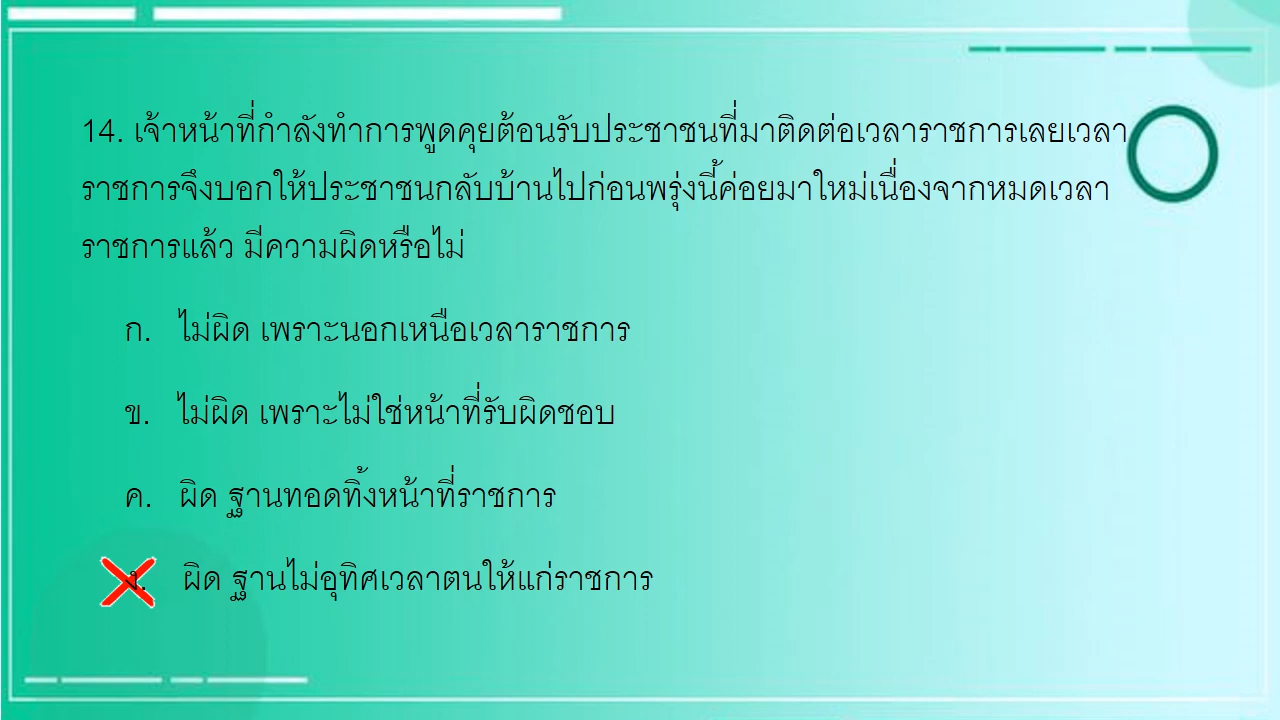 14. เจ้าหน้าที่กำลังทำการพูดคุยต้อนรับประชาชนที่มาติดต่อเวลาราชการเลยเวลา
ราชการจึงบอกให้ประชาชนกลับบ้านไปก่อนพรุ่งนี้ค่อยมาใหม่เนื่องจากหมดเวลา
ราชการแล้ว มีความผิดหรือไม่
ก. ไม่ผิด เพราะนอกเหนือเวลาราชการ
ข. ไม่ผิด เพราะไม่ใช่หน้าที่รับผิดชอบ
ค. ผิด ฐานทอดทิ้งหน้าที่ราชการ
ง. ผิด ฐานไม่อุทิศเวลาตนให้แก่ราชการ